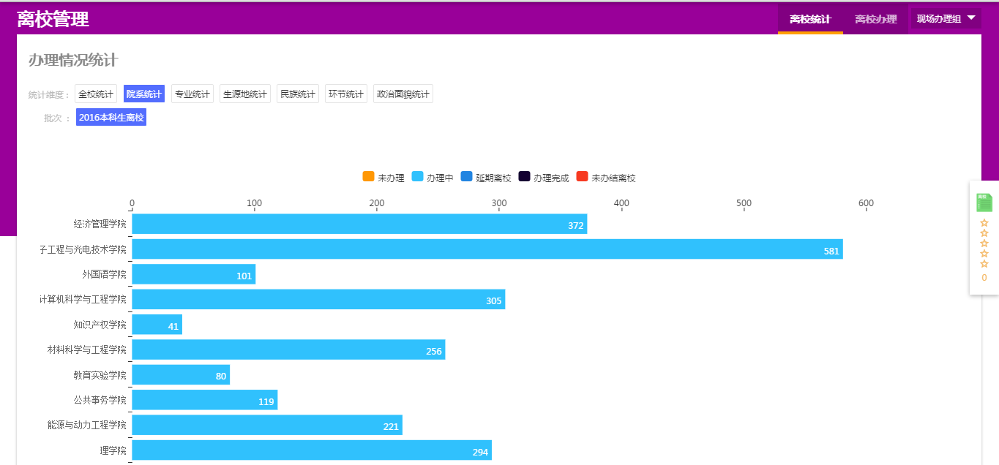 离校管理 离校统计 离校办理 现场办理组
办理情况统计
统计维度： 全校统计 院系统计 专业统计 生源地统计 民族统计 环节统计 政治面貌统计
批次 ： 2016本科生离校
未办理 办理中 延期离校 办理完成 未办结离校
0 100 200 300 400 500 600
离校
经济管理学院 372
子工程与光电技术学院 581
外国语学院 101
0
计算机科学与工程学院 305
知识产权学院 41
材料科学与工程学院 256
教育实验学院 80
公共事务学院 119
能源与动力工程学院 221
理学院 294